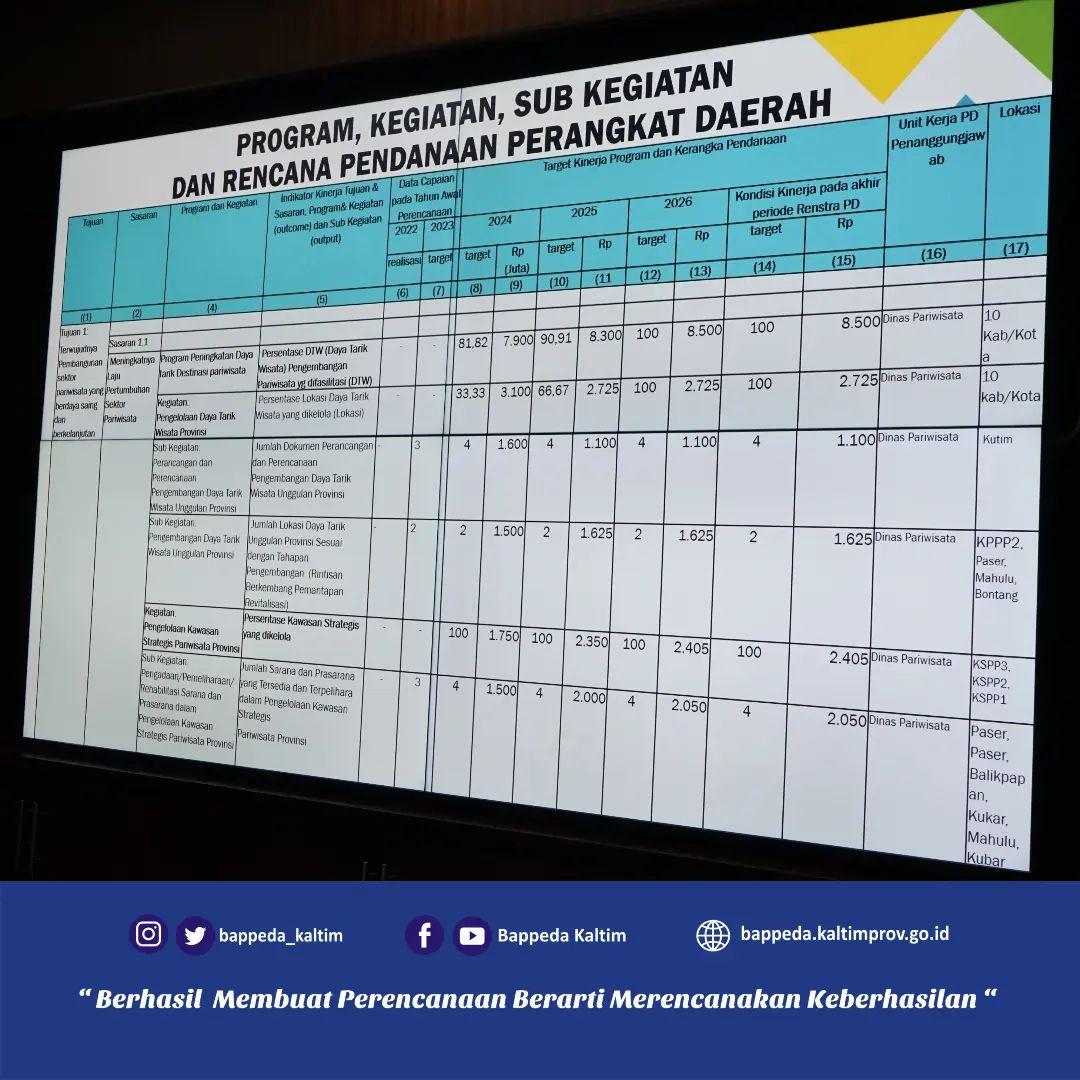 PROGRAM, KEGIATAN, SUB KEGIATAN
DAN RENCANA PENDANAAN PERANGKAT DAERAH
Tujuan
Sasaran
Program dan Kegiatan
Indikator Kinerja Tujuan &
Sasaran, Program& Kegiatan
(outcome) dan Sub Kegiatan
(output)
Data Capaian
pada Tahun Awal
Perencanaan
2022 2023
realisasi target
Target Kinerja Program dan Kerangka Pendanaan
2024 2025 2026
Kondisi Kinerja pada akhir
periode Renstra PD
target Rp
(Juta)
target Rp target Rp target Rp
Unit Kerja PD
Penanggungjaw
ab
Lokasi
((1) (2) (4) (5) (6) (7) (8) (9) (10) (11 (12) (13) (14) (15) (16) (17)
Tujuan 1:
Terwujudnya
Pembangunan
sektor
pariwisata yang
berdaya saing
dan
berkelanjutan
Sasaran 1.1
Meningkatnya
Laju
Pertumbuhan
Sektor
Pariwisata
Program Peningkatan Daya
tarik Destinasi pariwisata
Persentase DTW (Daya Tarik
Wisata) Pengembangan
Pariwisata yg difasilitasi (DTW)
- - 81,82 7.900 90,91 8.300 100 8.500 100 8.500 Dinas Pariwisata
10
Kab/Kot
a
Kegiatan:
Pengelolaan Daya Tarik
Wisata Provinsi
Persentase Lokasi Daya Tarik
Wisata yang dikelola (Lokasi)
- - 33,33 3.100 66,67 2.725 100 2.725 100 2.725 Dinas Pariwisata
10
kab/Kota
Sub Kegiatan:
Perancangan dan
Perencanaan
Pengembangan Daya Tarik
Wisata Unggulan Provinsi
Jumlah Dokumen Perancangan
dan Perencanaan
Pengembangan Daya Tarik
Wisata Unggulan Provinsi
- 3 4 1.600 4 1.100 4 1.100 4 1.100 Dinas Pariwisata Kutim
Sub Kegiatan:
Pengembangan Daya Tarik
Wisata Unggulan Provinsi
Jumlah Lokasi Daya Tarik
Unggulan Provinsi Sesuai
dengan Tahapan
Pengembangan (Rintisan
Berkembang Pemantapan
Revitalisasi)
- 2 2 1.500 2 1.625 2 1.625 2 1.625 Dinas Pariwisata
KPPP2,
Paser,
Mahulu,
Bontang
Kegiatan:
Pengelolaan Kawasan
Strategis Pariwisata Provinsi
Persentase Kawasan Strategis
yang dikelola
- - 100 1.750 100 2.350 100 2.405 100 2.405 Dinas Pariwisata
KSPP3,
KSPP2,
KSPP1
Sub Kegiatan:
Pengadaan/Pemeliharaan/
Rehabilitasi Sarana dan
Prasarana dalam
Pengelolaan Kawasan
Strategis Pariwisata Provinsi
Jumlah Sarana dan Prasarana
yang Tersedia dan Terpelihara
dalam Pengelolaan Kawasan
Strategis
Pariwisata Provinsi
- 3 4 1.500 4 2.000 4 2.050 4 2.050 Dinas Pariwisata
Paser,
Paser,
Balikpap
an,
Kukar,
Mahulu,
Kubar
bappeda_kaltim
Bappeda Kaltim
bappeda.kaltimprov.go.id
“ Berhasil Membuat Perencanaan Berarti Merencanakan Keberhasilan “